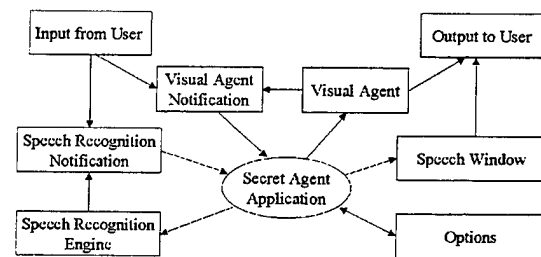 Input from User
Output to User
Visual Agent
Notification
Visual Agent
Speech Recognition
Notification
Secret Agent
Application
Speech Window
Speech Recognition
Engine
Options